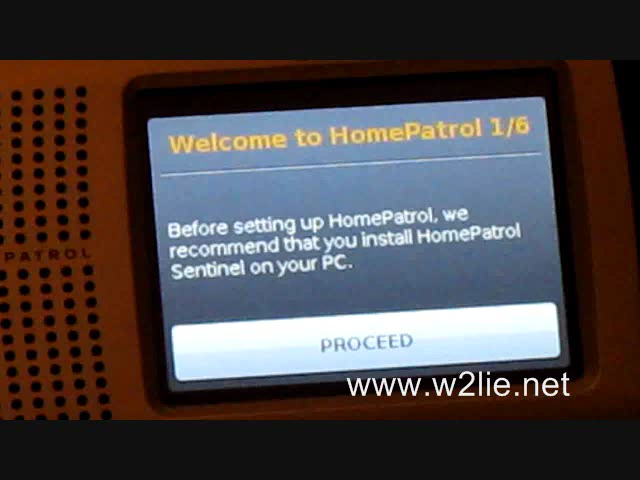 Welcome to HomePatrol 1/6
Before setting up HomePatrol, we
recommend that you install HomePatrol
Sentinel on your PC.
PATROL
PROCEED
www.w2lie.net